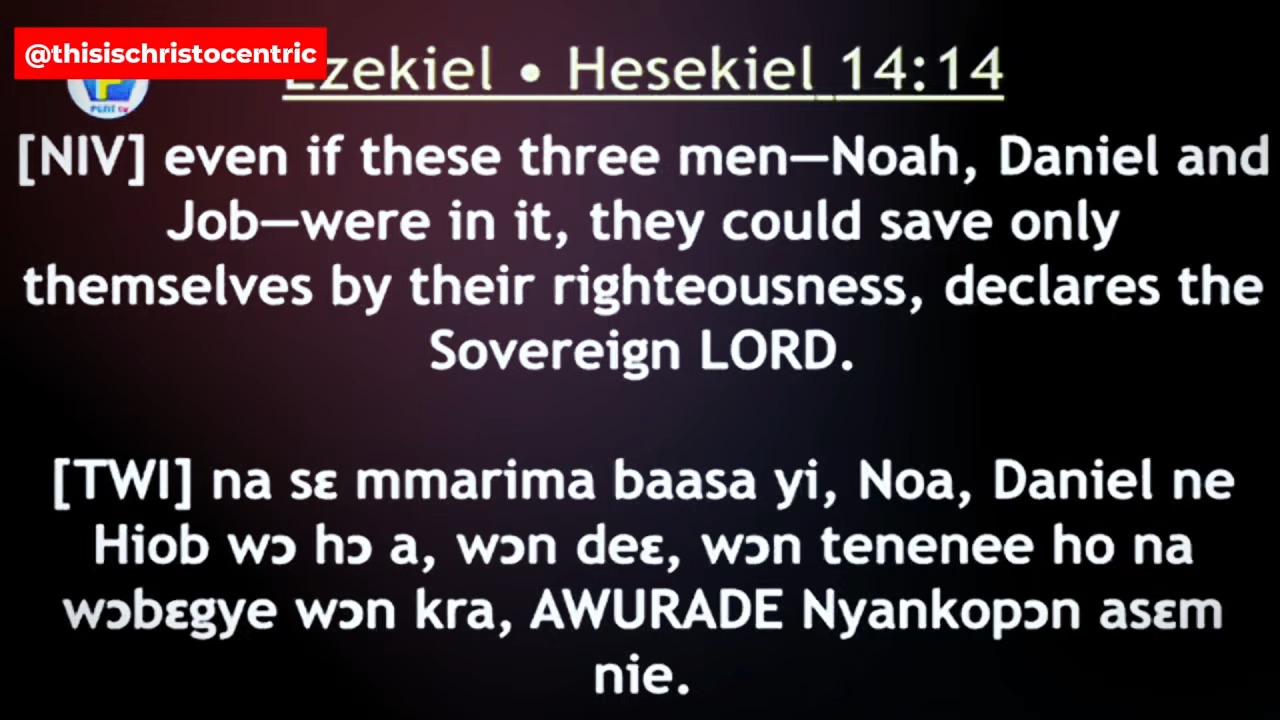 @thisischristocentric
Ezekiel • Hesekiel 14:14
[NIV] even if these three men—Noah, Daniel and
Job—were in it, they could save only
themselves by their righteousness, declares the
Sovereign LORD.
[TWI] na sɛ mmarima baasa yi, Noa, Daniel ne
Hiob wɔ hɔ a, wɔn deɛ, wɔn tenenee ho na
wɔbɛgye wɔn kra, AWURADE Nyankopɔn asɛm
nie.